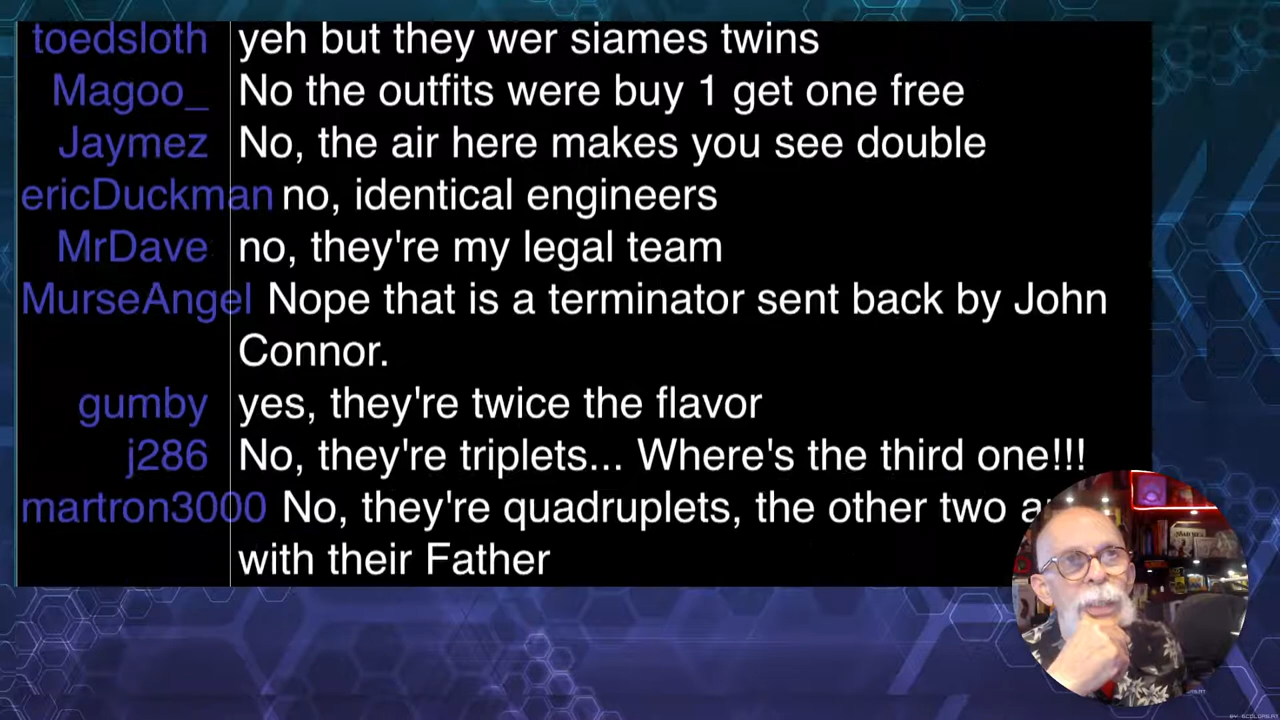 toedsloth yeh but they wer siames twins
Magoo_ No the outfits were buy 1 get one free
Jaymez No, the air here makes you see double
ericDuckman no, identical engineers
MrDave no, they're my legal team
MurseAngel Nope that is a terminator sent back by John
Connor.
gumby yes, they're twice the flavor
j286 No, they're triplets... Where's the third one!!!
martron3000 No, they're quadruplets, the other two
with their Father